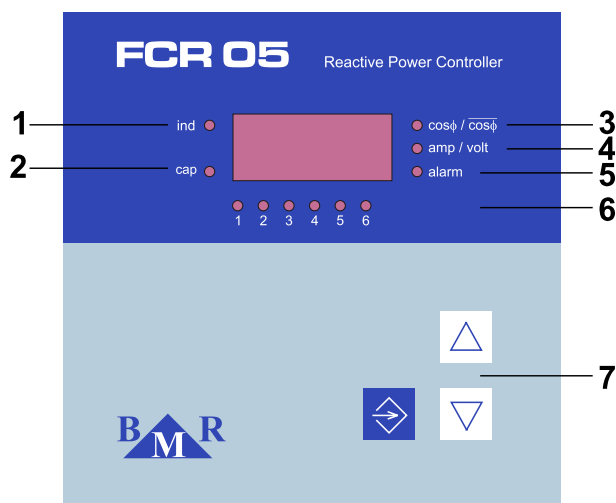 FCR 05 Reactive Power Controller
1 ind cosϕ / c̅o̅s̅ϕ̅ 3
amp / volt 4
2 cap alarm 5
6
1 2 3 4 5 6
7
B M R